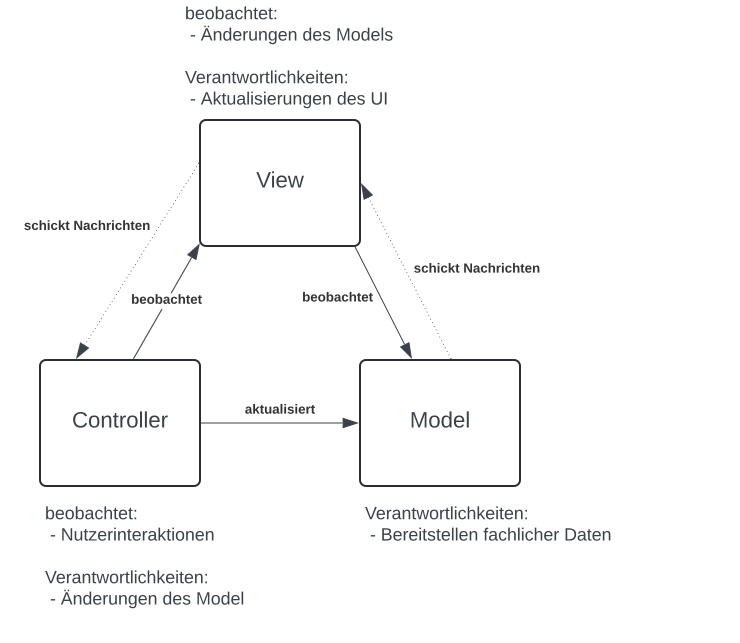 beobachtet:
- Änderungen des Models
Verantwortlichkeiten:
- Aktualisierungen des UI
View
schickt Nachrichten
schickt Nachrichten
beobachtet
beobachtet
aktualisiert
Controller
Model
beobachtet:
- Nutzerinteraktionen
Verantwortlichkeiten:
- Änderungen des Model
Verantwortlichkeiten:
- Bereitstellen fachlicher Daten